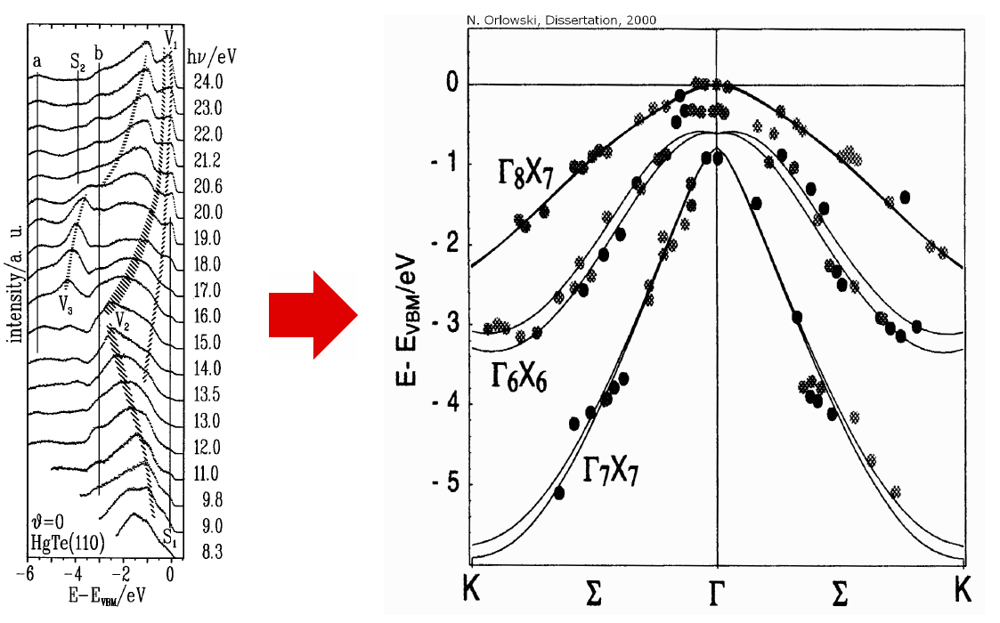 N. Orlowski, Dissertation, 2000
a S₂ b V₁
hν/eV
24.0
23.0
22.0
21.2
20.6
20.0
19.0
18.0
17.0
16.0
15.0
14.0
13.5
13.0
12.0
11.0
9.8
9.0
8.3
V₃
V₂
S₁
ϑ=0
HgTe(110)
intensity/a. u.
-6 -4 -2 0
E-E_VBM/eV
E- E_VBM/eV
0
- 1
- 2
- 3
- 4
- 5
Γ₈X₇
Γ₆X₆
Γ₇X₇
K Σ Γ Σ K